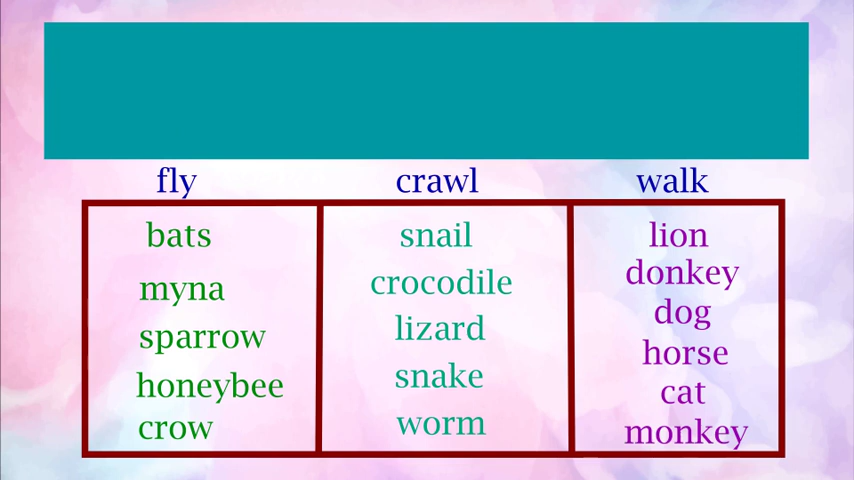 fly crawl walk
bats snail lion
crocodile donkey
myna dog
sparrow lizard horse
honeybee snake cat
crow worm monkey